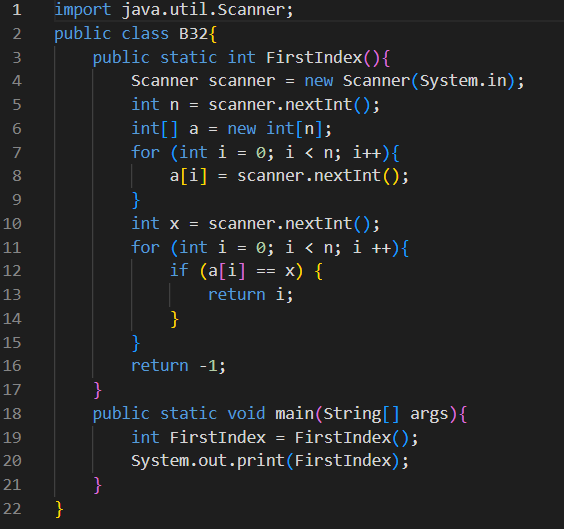 1 import java.util.Scanner;
2 public class B32{
3     public static int FirstIndex(){
4         Scanner scanner = new Scanner(System.in);
5         int n = scanner.nextInt();
6         int[] a = new int[n];
7         for (int i = 0; i < n; i++){
8             a[i] = scanner.nextInt();
9         }
10         int x = scanner.nextInt();
11         for (int i = 0; i < n; i ++){
12             if (a[i] == x) {
13                 return i;
14             }
15         }
16         return -1;
17     }
18     public static void main(String[] args){
19         int FirstIndex = FirstIndex();
20         System.out.print(FirstIndex);
21     }
22 }